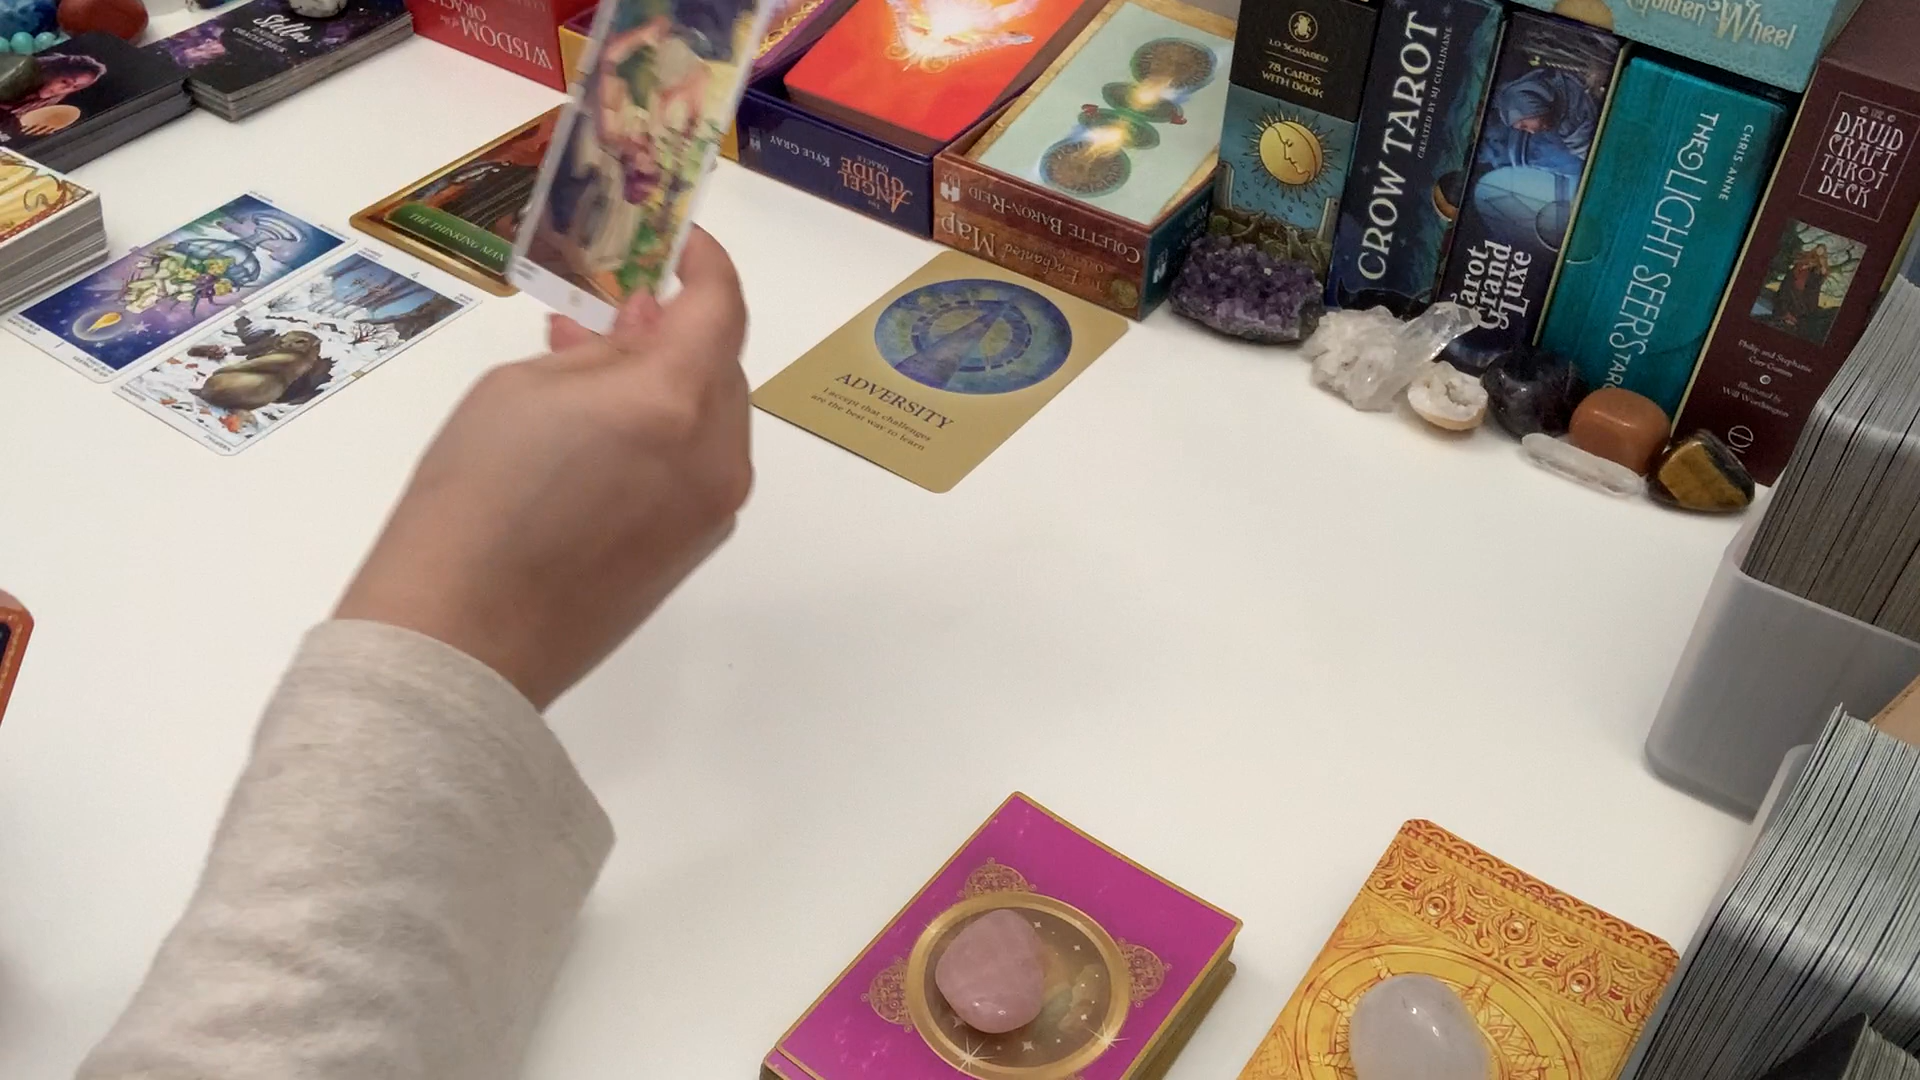 Stellar
ORACLE DECK
WISDOM
ORACLE
THE
ANGEL
GUIDE
ORACLE
KYLE GRAY
COLETTE BARON-REID
Enchanted
Map
LO SCARABEO
78 CARDS
WITH BOOK
CROW TAROT
CREATED BY MJ CULLINANE
Tarot
Grand
Luxe
CHRIS-ANNE
THE LIGHT SEER'S TARO
Wheel
THE
DRUID
CRAFT
TAROT
DECK
Philip and Stephanie
Carr-Gomm
Illustrated by
Will Worthington
THE THINKING MAN
ADVERSITY
I accept that challenges
are the best way to learn